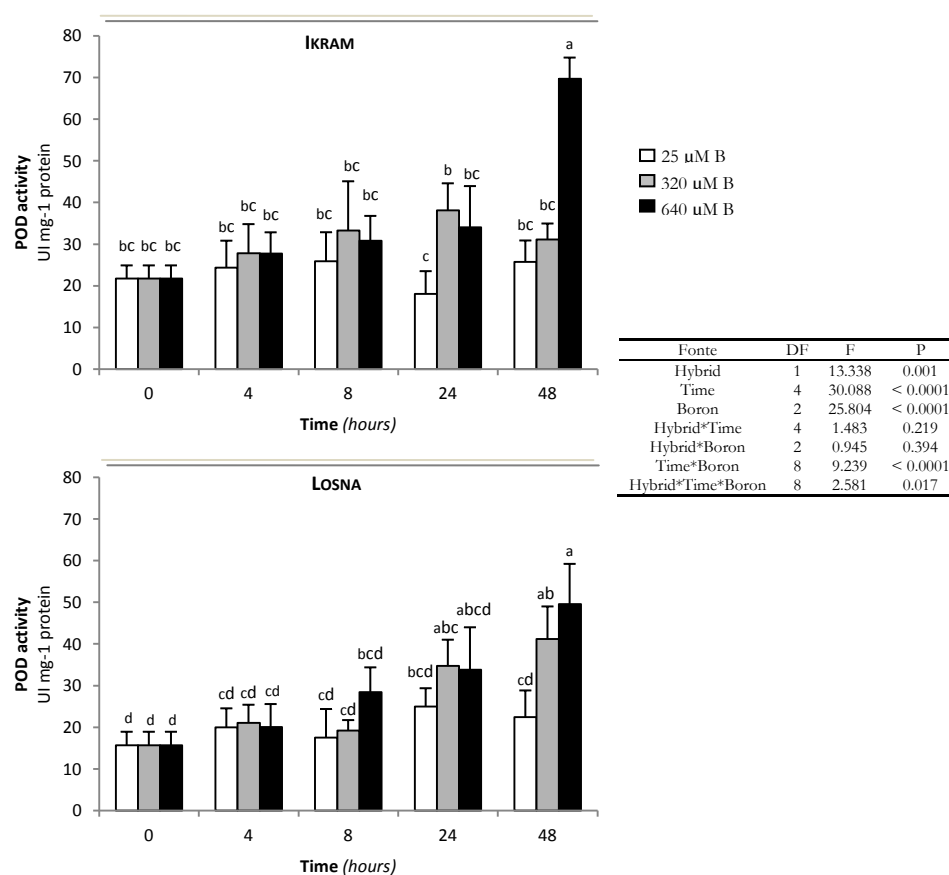 IKRAM
80
70
60
50
40
30
20
10
0
POD activity
UI mg-1 protein
bc bc bc
bc bc bc
bc bc bc
c b bc
bc bc a
0 4 8 24 48
Time (hours)
25 µM B
320 µM B
640 µM B
Fonte DF F P
Hybrid 1 13.338 0.001
Time 4 30.088 < 0.0001
Boron 2 25.804 < 0.0001
Hybrid*Time 4 1.483 0.219
Hybrid*Boron 2 0.945 0.394
Time*Boron 8 9.239 < 0.0001
Hybrid*Time*Boron 8 2.581 0.017
LOSNA
80
70
60
50
40
30
20
10
0
POD activity
UI mg-1 protein
d d d
cd cd cd
cd cd bcd
bcd abc abcd
cd ab a
0 4 8 24 48
Time (hours)